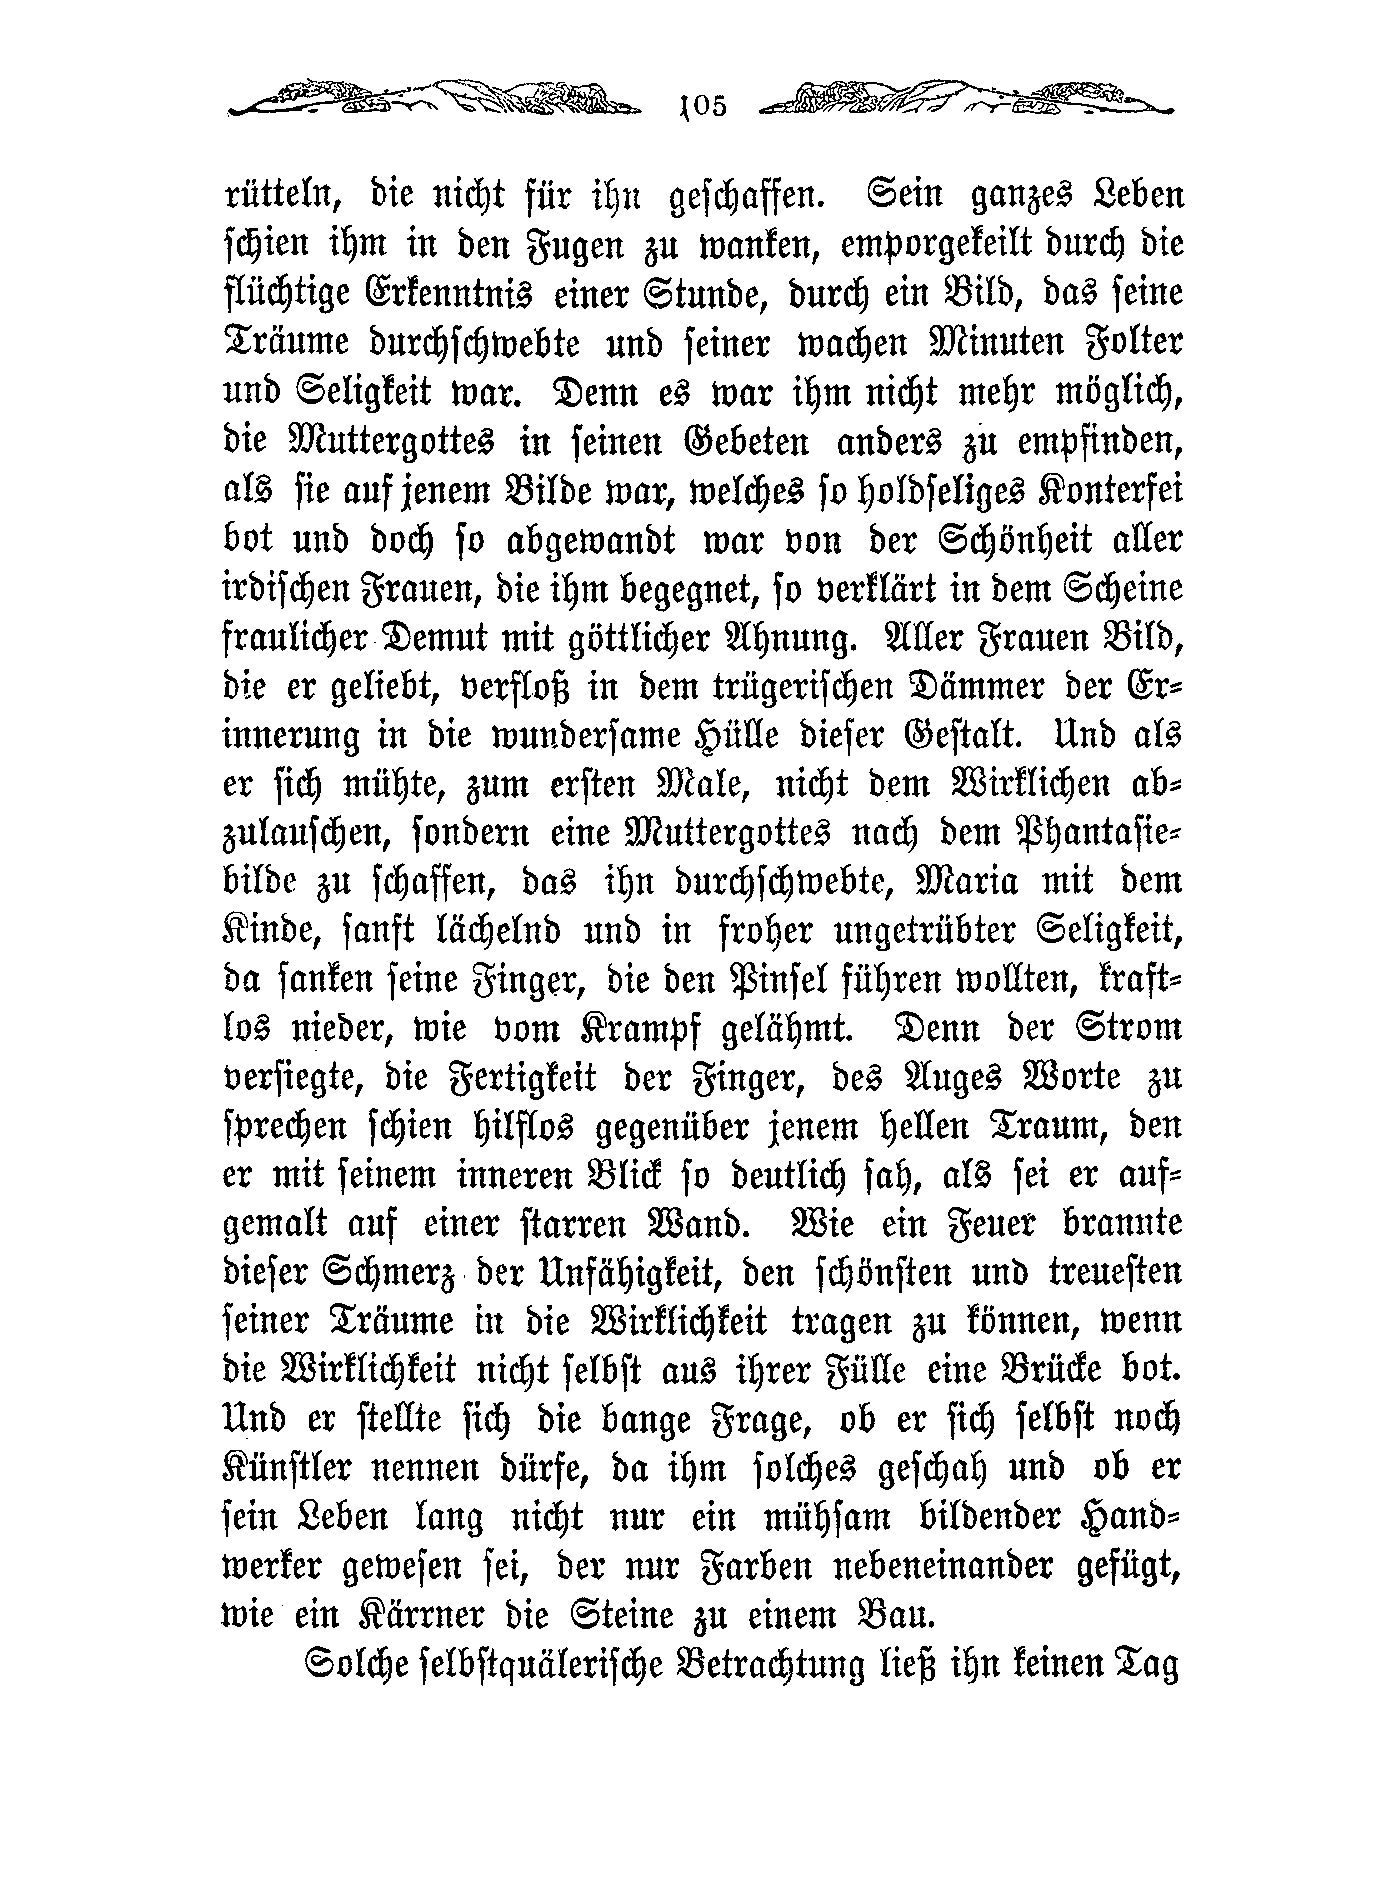 105
rütteln, die nicht für ihn geschaffen. Sein ganzes Leben
schien ihm in den Fugen zu wanken, emporgekeilt durch die
flüchtige Erkenntnis einer Stunde, durch ein Bild, das seine
Träume durchschwebte und seiner wachen Minuten Folter
und Seligkeit war. Denn es war ihm nicht mehr möglich,
die Muttergottes in seinen Gebeten anders zu empfinden,
als sie auf jenem Bilde war, welches so holdseliges Konterfei
bot und doch so abgewandt war von der Schönheit aller
irdischen Frauen, die ihm begegnet, so verklärt in dem Scheine
fraulicher Demut mit göttlicher Ahnung. Aller Frauen Bild,
die er geliebt, verfloß in dem trügerischen Dämmer der Er-
innerung in die wundersame Hülle dieser Gestalt. Und als
er sich mühte, zum ersten Male, nicht dem Wirklichen ab-
zulauschen, sondern eine Muttergottes nach dem Phantasie-
bilde zu schaffen, das ihn durchschwebte, Maria mit dem
Kinde, sanft lächelnd und in froher ungetrübter Seligkeit,
da sanken seine Finger, die den Pinsel führen wollten, kraft-
los nieder, wie vom Krampf gelähmt. Denn der Strom
versiegte, die Fertigkeit der Finger, des Auges Worte zu
sprechen schien hilflos gegenüber jenem hellen Traum, den
er mit seinem inneren Blick so deutlich sah, als sei er auf-
gemalt auf einer starren Wand. Wie ein Feuer brannte
dieser Schmerz der Unfähigkeit, den schönsten und treuesten
seiner Träume in die Wirklichkeit tragen zu können, wenn
die Wirklichkeit nicht selbst aus ihrer Fülle eine Brücke bot.
Und er stellte sich die bange Frage, ob er sich selbst noch
Künstler nennen dürfe, da ihm solches geschah und ob er
sein Leben lang nicht nur ein mühsam bildender Hand-
werker gewesen sei, der nur Farben nebeneinander gefügt,
wie ein Kärrner die Steine zu einem Bau.
Solche selbstquälerische Betrachtung ließ ihn keinen Tag